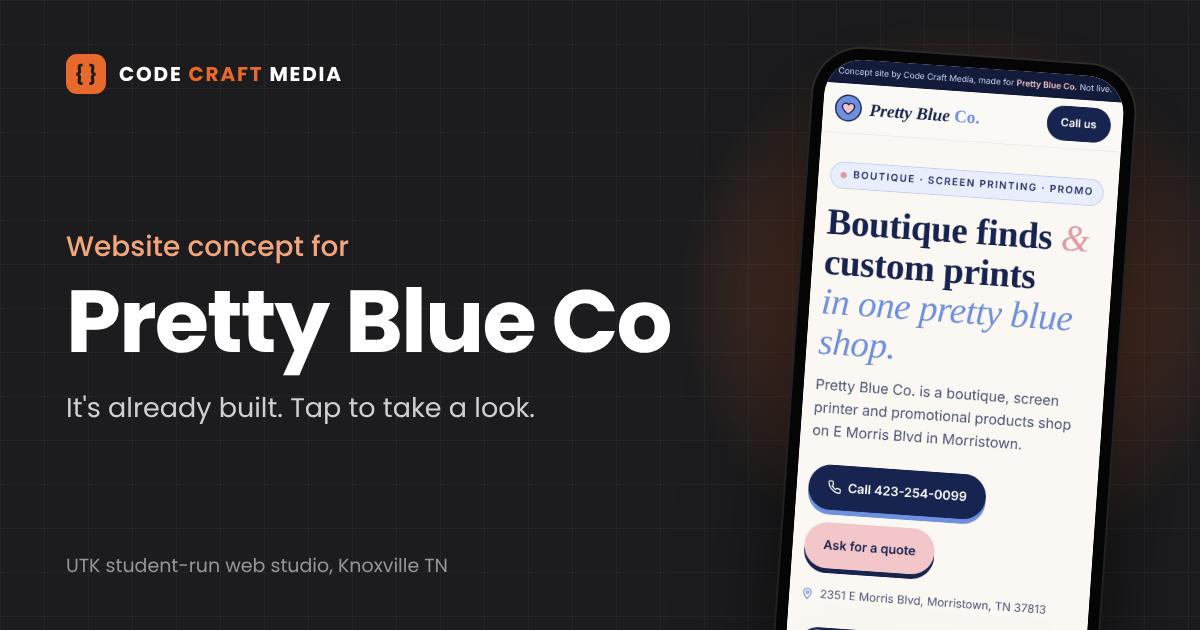 { } CODE CRAFT MEDIA
Website concept for
Pretty Blue Co
It's already built. Tap to take a look.
UTK student-run web studio, Knoxville TN
Concept site by Code Craft Media, made for Pretty Blue Co. Not live.
Pretty Blue Co.
Call us
BOUTIQUE · SCREEN PRINTING · PROMO
Boutique finds &
custom prints
in one pretty blue
shop.
Pretty Blue Co. is a boutique, screen
printer and promotional products shop
on E Morris Blvd in Morristown.
Call 423-254-0099
Ask for a quote
2351 E Morris Blvd, Morristown, TN 37813